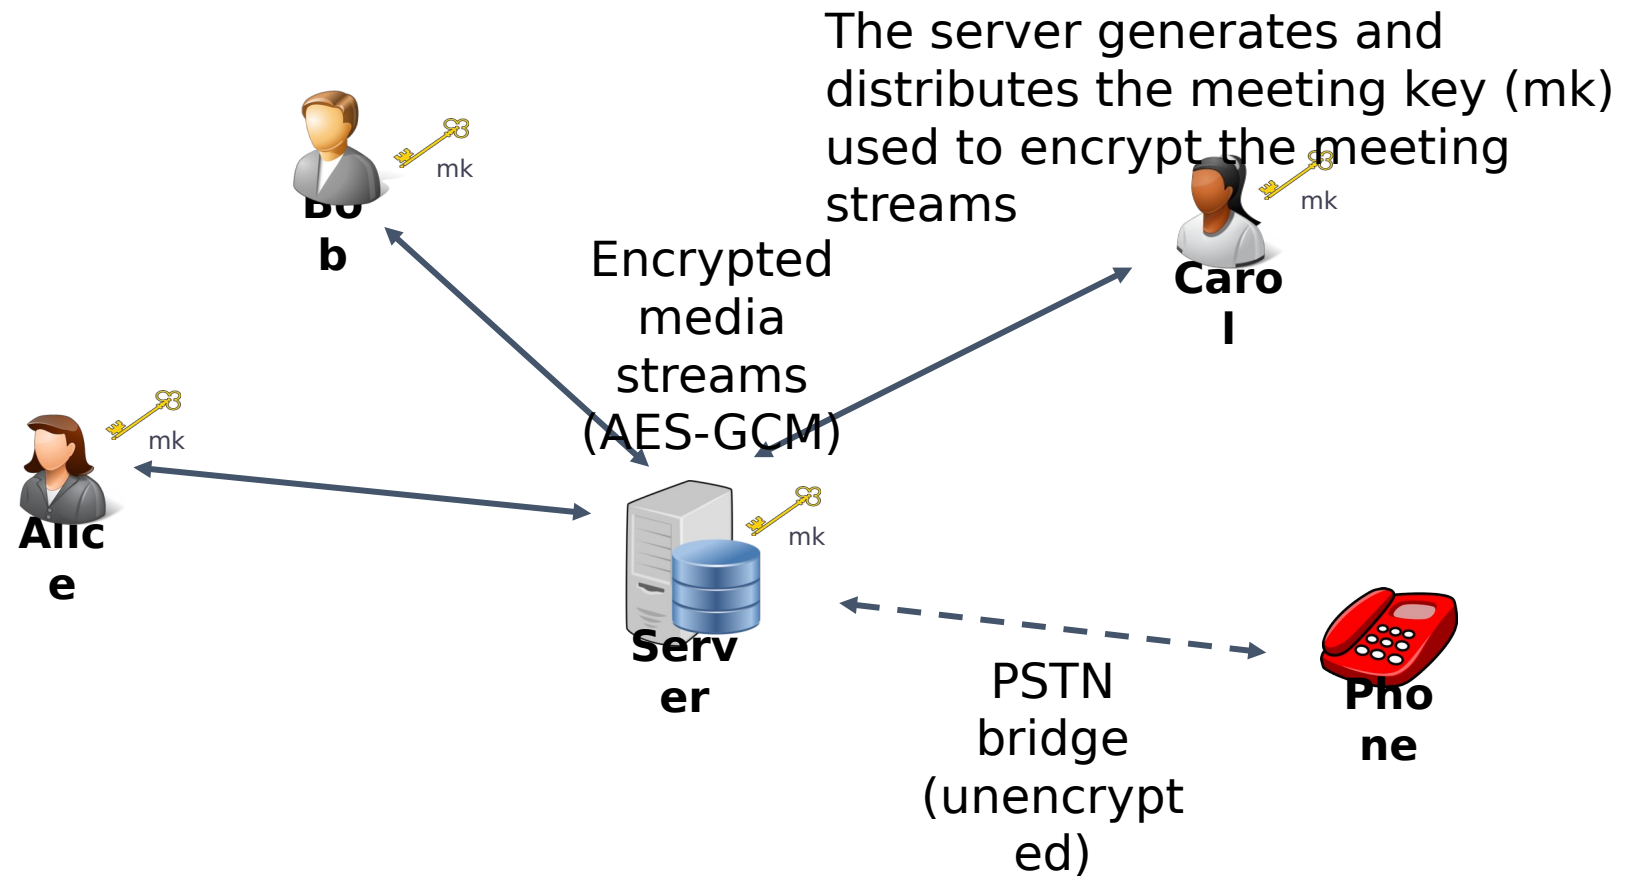 The server generates and
distributes the meeting key (mk)
used to encrypt the meeting
streams
mk
Bo
b
mk
Caro
l
Encrypted
media
streams
(AES-GCM)
mk
Alic
e
mk
Serv
er
PSTN
bridge
(unencrypt
ed)
Pho
ne